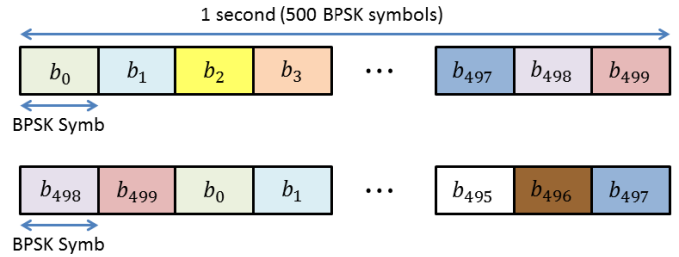 1 second (500 BPSK symbols)
b₀ b₁ b₂ b₃ ⋯ b₄₉₇ b₄₉₈ b₄₉₉
BPSK Symb
b₄₉₈ b₄₉₉ b₀ b₁ ⋯ b₄₉₅ b₄₉₆ b₄₉₇
BPSK Symb